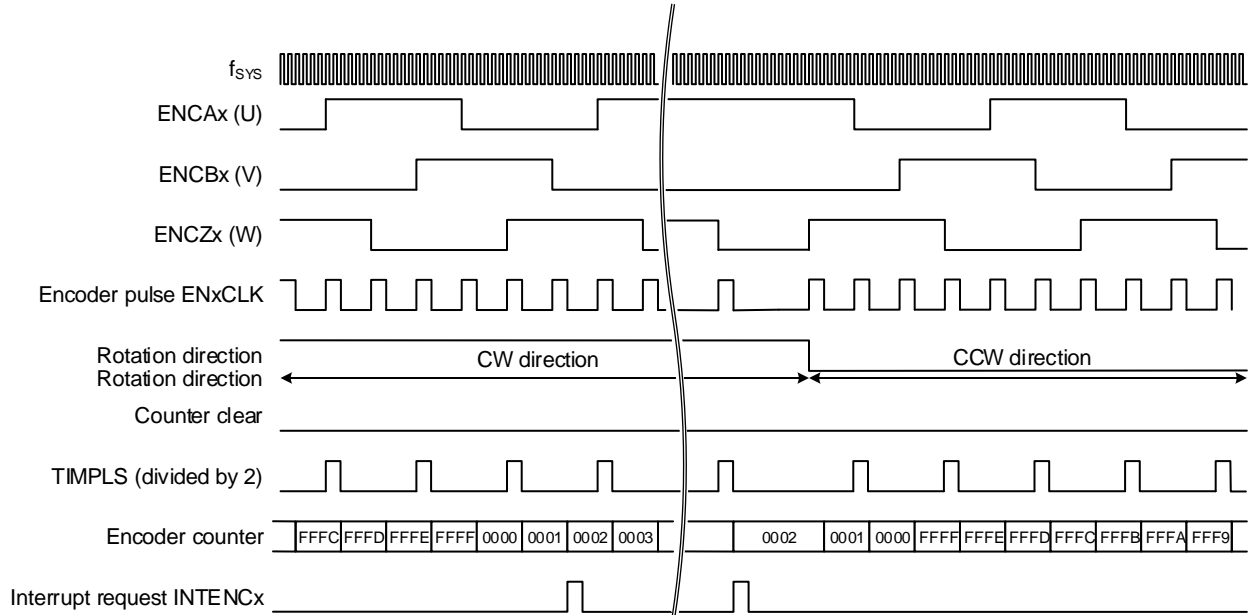 fSYS
ENCAx (U)
ENCBx (V)
ENCZx (W)
Encoder pulse ENxCLK
Rotation direction
CW direction
CCW direction
Rotation direction
Counter clear
TIMPLS (divided by 2)
Encoder counter
FFFC FFFD FFFE FFFF 0000 0001 0002 0003 0002 0001 0000 FFFF FFFE FFFD FFFC FFFB FFFA FFF9
Interrupt request INTENCx